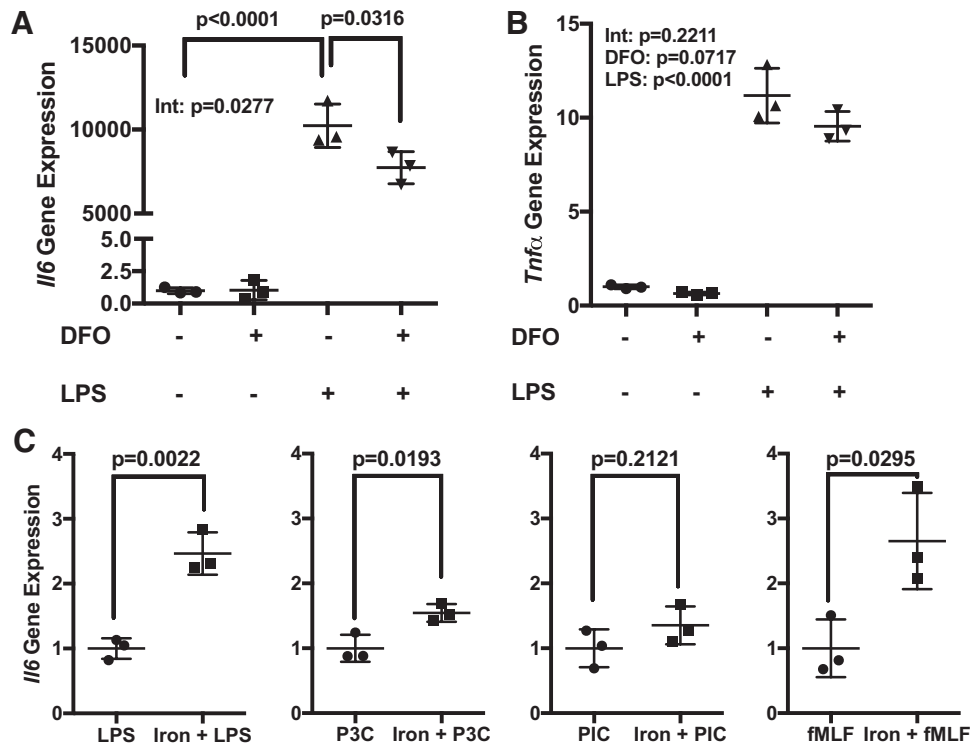 A
p<0.0001
p=0.0316
Il6 Gene Expression
15000
10000
5000
5.0
2.5
0.0
Int: p=0.0277
DFO - + - +
LPS - - + +
B
Tnfα Gene Expression
15
10
5
0
Int: p=0.2211
DFO: p=0.0717
LPS: p<0.0001
DFO - + - +
LPS - - + +
C
Il6 Gene Expression
4
3
2
1
0
p=0.0022
LPS Iron + LPS
4
3
2
1
0
p=0.0193
P3C Iron + P3C
4
3
2
1
0
p=0.2121
PIC Iron + PIC
4
3
2
1
0
p=0.0295
fMLF Iron + fMLF